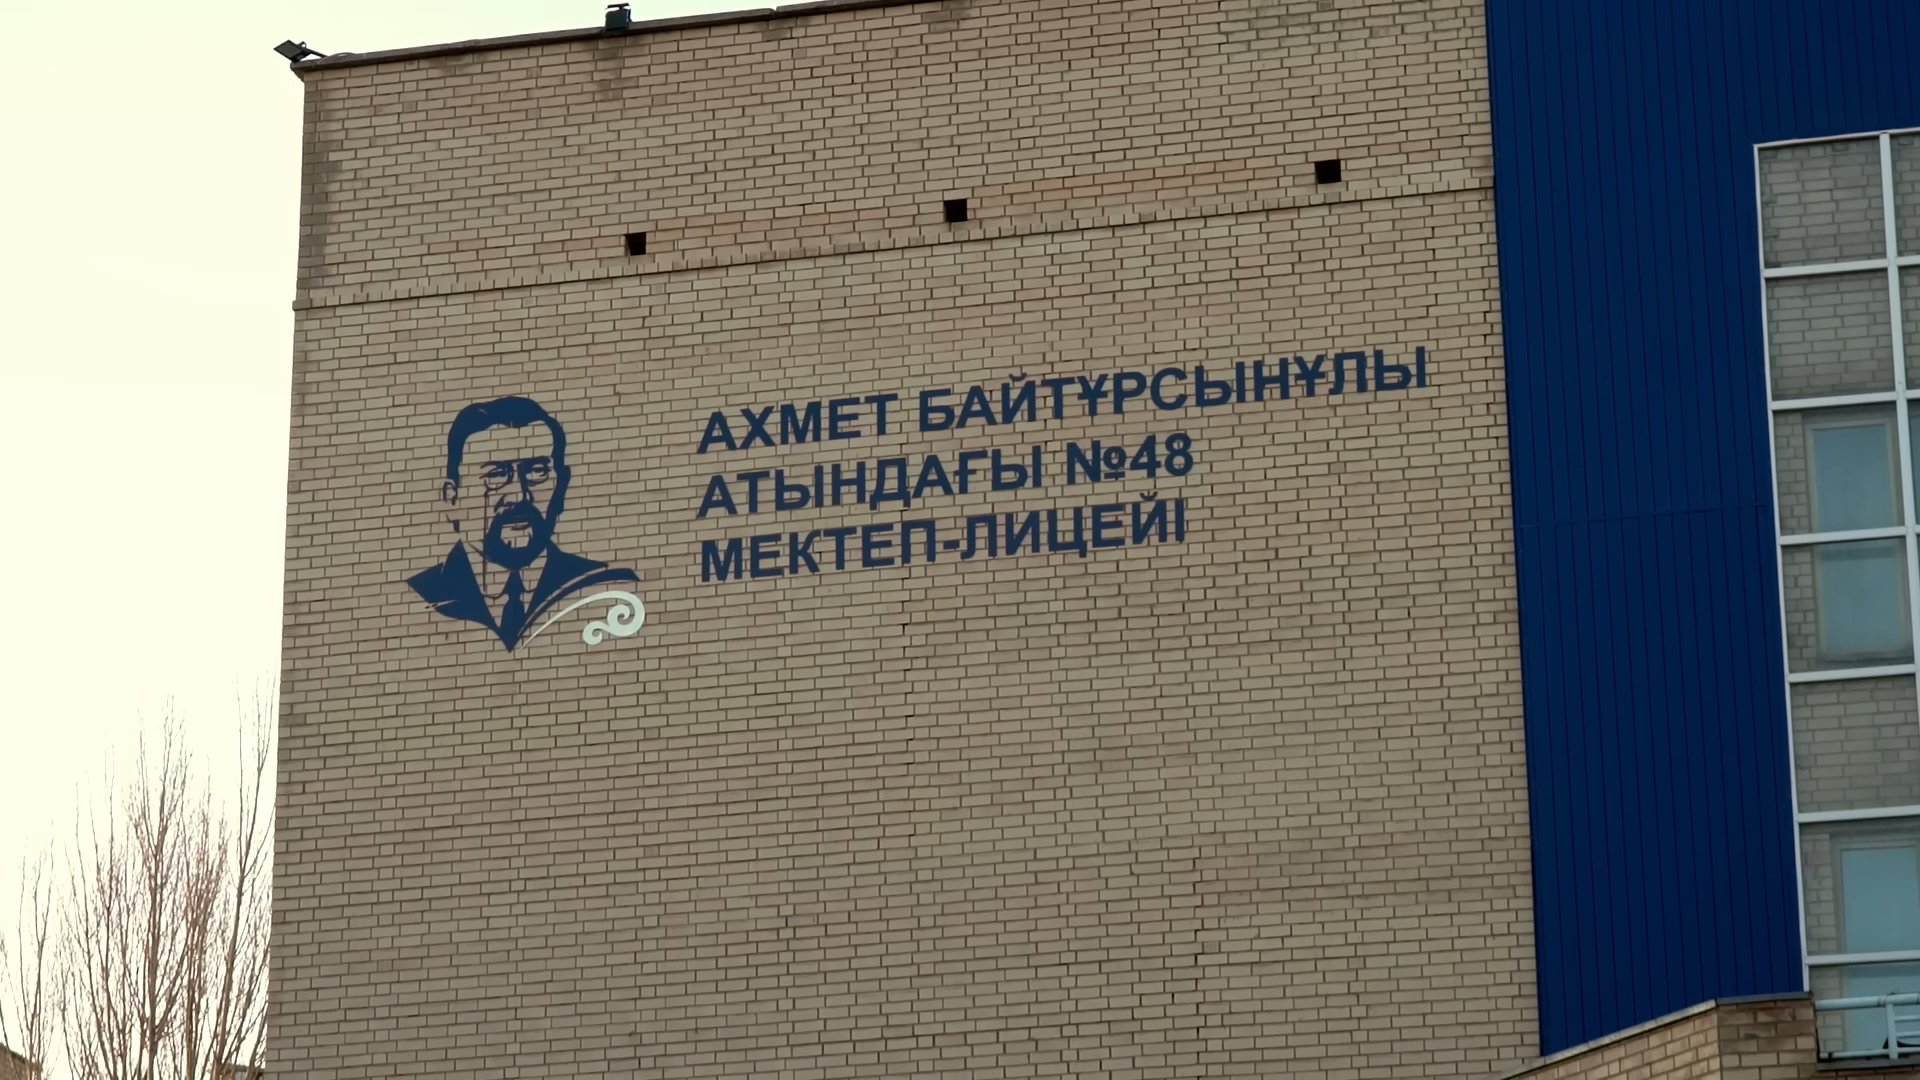 АХМЕТ БАЙТҰРСЫНҰЛЫ
АТЫНДАҒЫ №48
МЕКТЕП-ЛИЦЕЙІ